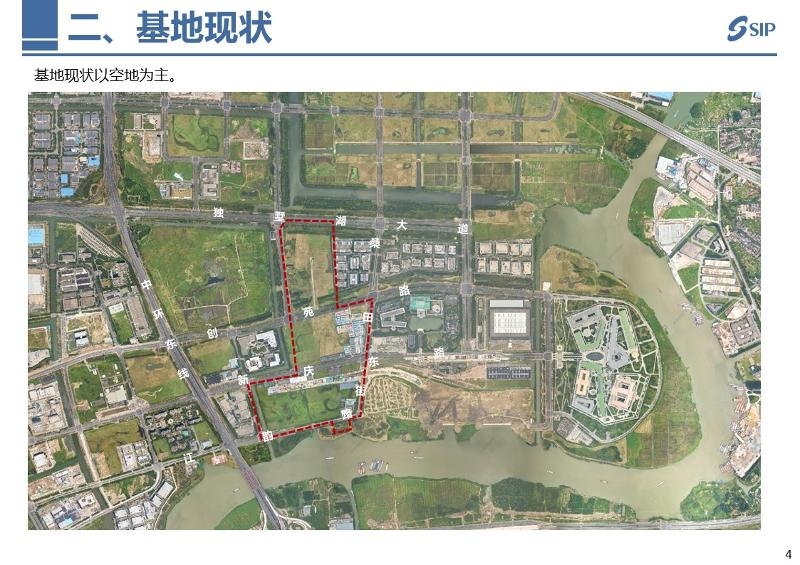 二、基地现状
SIP
基地现状以空地为主。
独墅湖大道
桑田东街
中环东线
创苑路
新庆路
韵
江
4